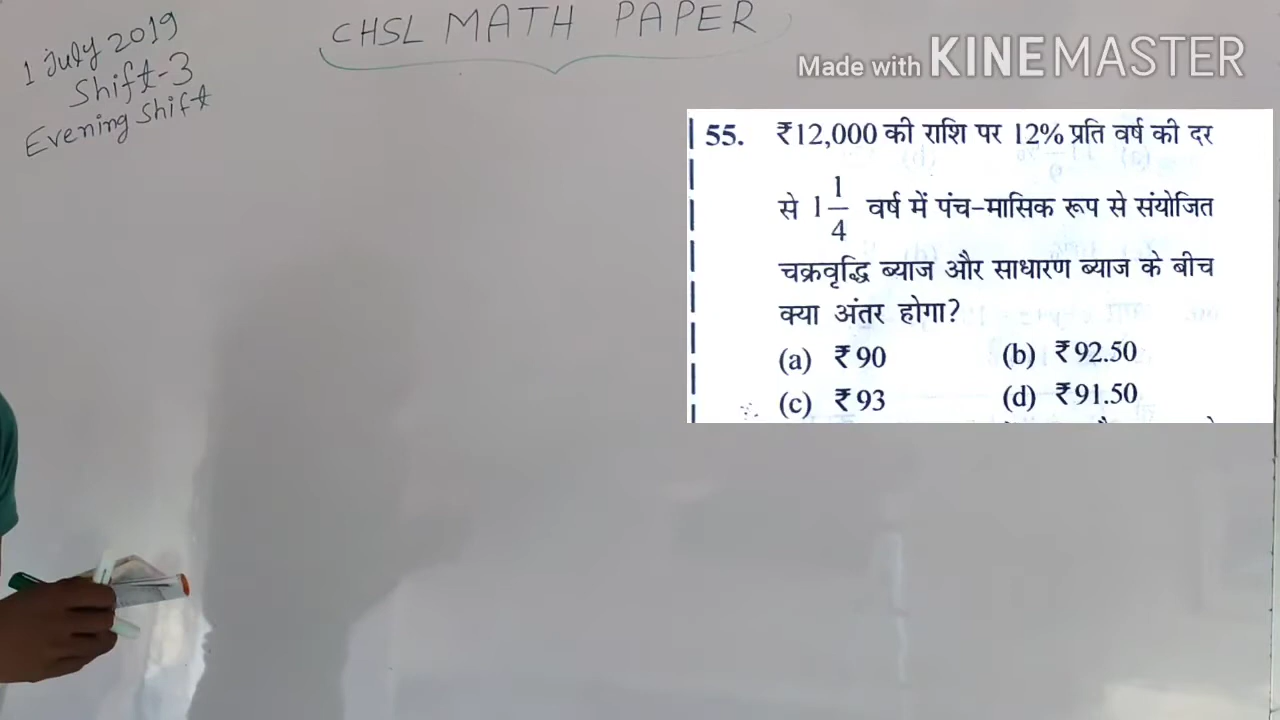 1 July 2019
Shift-3
Evening Shift
CHSL MATH PAPER
Made with KINEMASTER
55. ₹12,000 की राशि पर 12% प्रति वर्ष की दर
से 1 1/4 वर्ष में पंच-मासिक रूप से संयोजित
चक्रवृद्धि ब्याज और साधारण ब्याज के बीच
क्या अंतर होगा?
(a) ₹90 (b) ₹92.50
(c) ₹93 (d) ₹91.50